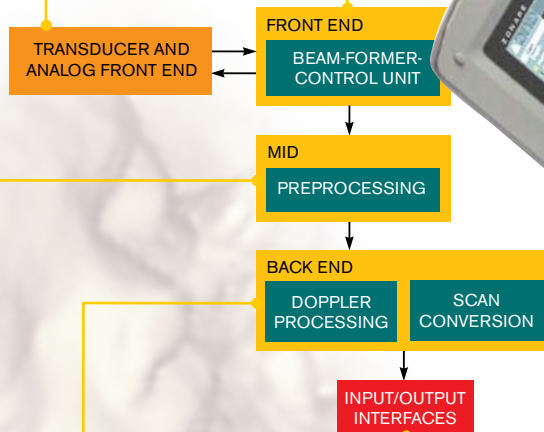 FRONT END
TRANSDUCER AND
ANALOG FRONT END
BEAM-FORMER-
CONTROL UNIT
ZONARE
MID
PREPROCESSING
BACK END
DOPPLER
PROCESSING
SCAN
CONVERSION
INPUT/OUTPUT
INTERFACES